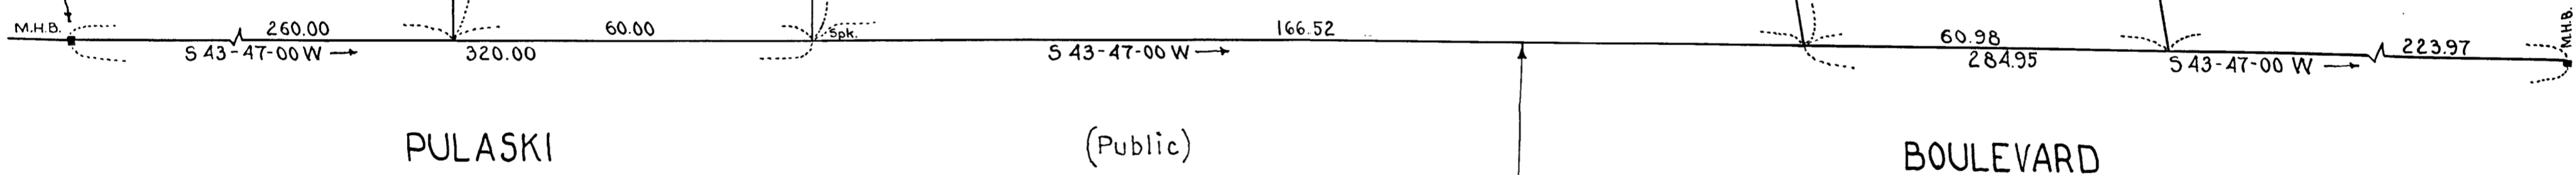 M.H.B. 260.00 60.00 Spk. 166.52 60.98 223.97 M.H.B.
S 43-47-00 W 320.00 S 43-47-00 W 284.95 S 43-47-00 W
PULASKI (Public) BOULEVARD